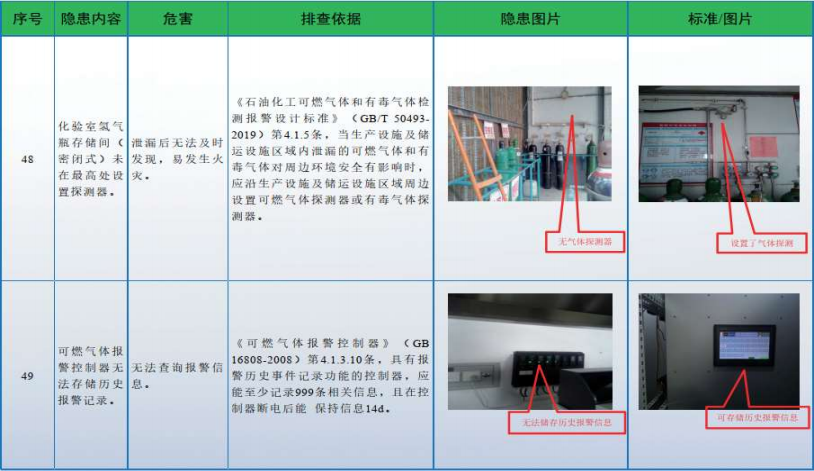 序号 隐患内容 危害 排查依据 隐患图片 标准/图片
48
化验室氢气
瓶存储间（
密闭式）未
在最高处设
置探测器。
泄漏后无法及时
发现，易发生火
灾。
《石油化工可燃气体和有毒气体检
测报警设计标准》（GB/T 50493-
2019）第4.1.5条，当生产设施及储
运设施区域内泄漏的可燃气体和有
毒气体对周边环境安全有影响时，
应沿生产设施及储运设施区域周边
设置可燃气体探测器或有毒气体探
测器。
无气体探测器
设置了气体探测
49
可燃气体报
警控制器无
法存储历史
报警记录。
无法查询报警信
息。
《可燃气体报警控制器》（GB
16808-2008）第4.1.3.10条，具有报
警历史事件记录功能的控制器，应
能至少记录999条相关信息，且在控
制器断电后能 保持信息14d。
无法储存历史报警信息
可存储历史报警信息